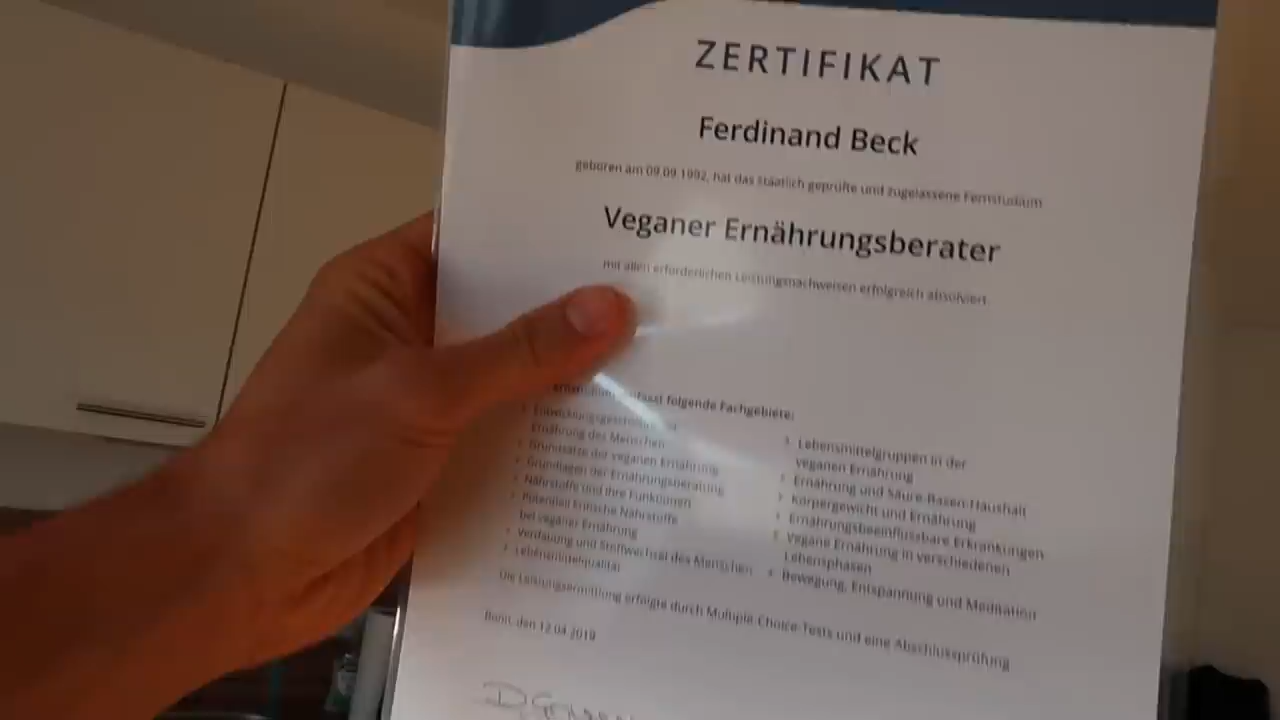 ZERTIFIKAT
Ferdinand Beck
geboren am 09.09.1992, hat das staatlich geprüfte und zugelassene Fernstudium
Veganer Ernährungsberater
mit allen erforderlichen Leistungsnachweisen erfolgreich absolviert.
folgende Fachgebiete:
Ernährung des Menschen
• Grundsätze der veganen Ernährung
• Grundlagen der Ernährungsberatung
• Nährstoffe und ihre Funktionen
• Potenziell kritische Nährstoffe
bei veganer Ernährung
• Verdauung und Stoffwechsel des Menschen
• Lebensmittelqualität
• Lebensmittelgruppen in der
veganen Ernährung
• Ernährung und Säure-Basen-Haushalt
• Körpergewicht und Ernährung
• Ernährungsbeeinflussbare Erkrankungen
• Vegane Ernährung in verschiedenen
Lebensphasen
• Bewegung, Entspannung und Meditation
Die Leistungsermittlung erfolgte durch Multiple-Choice-Tests und eine Abschlussprüfung
Bonn, den 12.04.2019